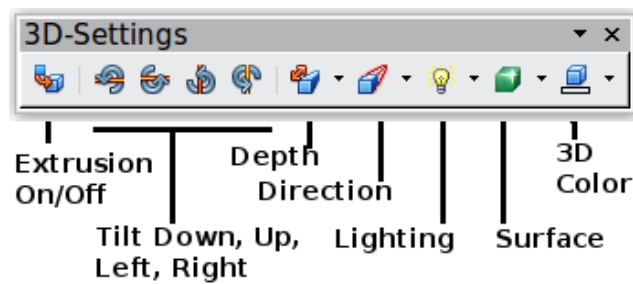 3D-Settings
Extrusion
On/Off
Depth
Direction
3D
Color
Tilt Down, Up,
Left, Right
Lighting
Surface